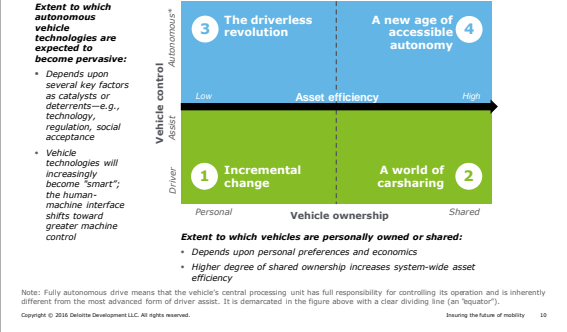 Extent to which
autonomous
vehicle
technologies are
expected to
become pervasive:
• Depends upon
several key factors
as catalysts or
deterrents—e.g.,
technology,
regulation, social
acceptance
• Vehicle
technologies will
increasingly
become "smart";
the human-
machine interface
shifts toward
greater machine
control
Vehicle control
Autonomous*
Assist
Driver
3 The driverless
revolution
A new age of 4
accessible
autonomy
Low Asset efficiency High
1 Incremental
change
A world of 2
carsharing
Personal Vehicle ownership Shared
Extent to which vehicles are personally owned or shared:
• Depends upon personal preferences and economics
• Higher degree of shared ownership increases system-wide asset
efficiency
Note: Fully autonomous drive means that the vehicle's central processing unit has full responsibility for controlling its operation and is inherently
different from the most advanced form of driver assist. It is demarcated in the figure above with a clear dividing line (an "equator").
Copyright © 2016 Deloitte Development LLC. All rights reserved. Insuring the future of mobility 10